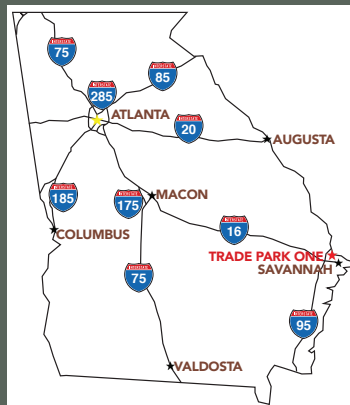 75
85
285
ATLANTA
20
AUGUSTA
185
175
MACON
COLUMBUS
16
TRADE PARK ONE
SAVANNAH
75
95
VALDOSTA